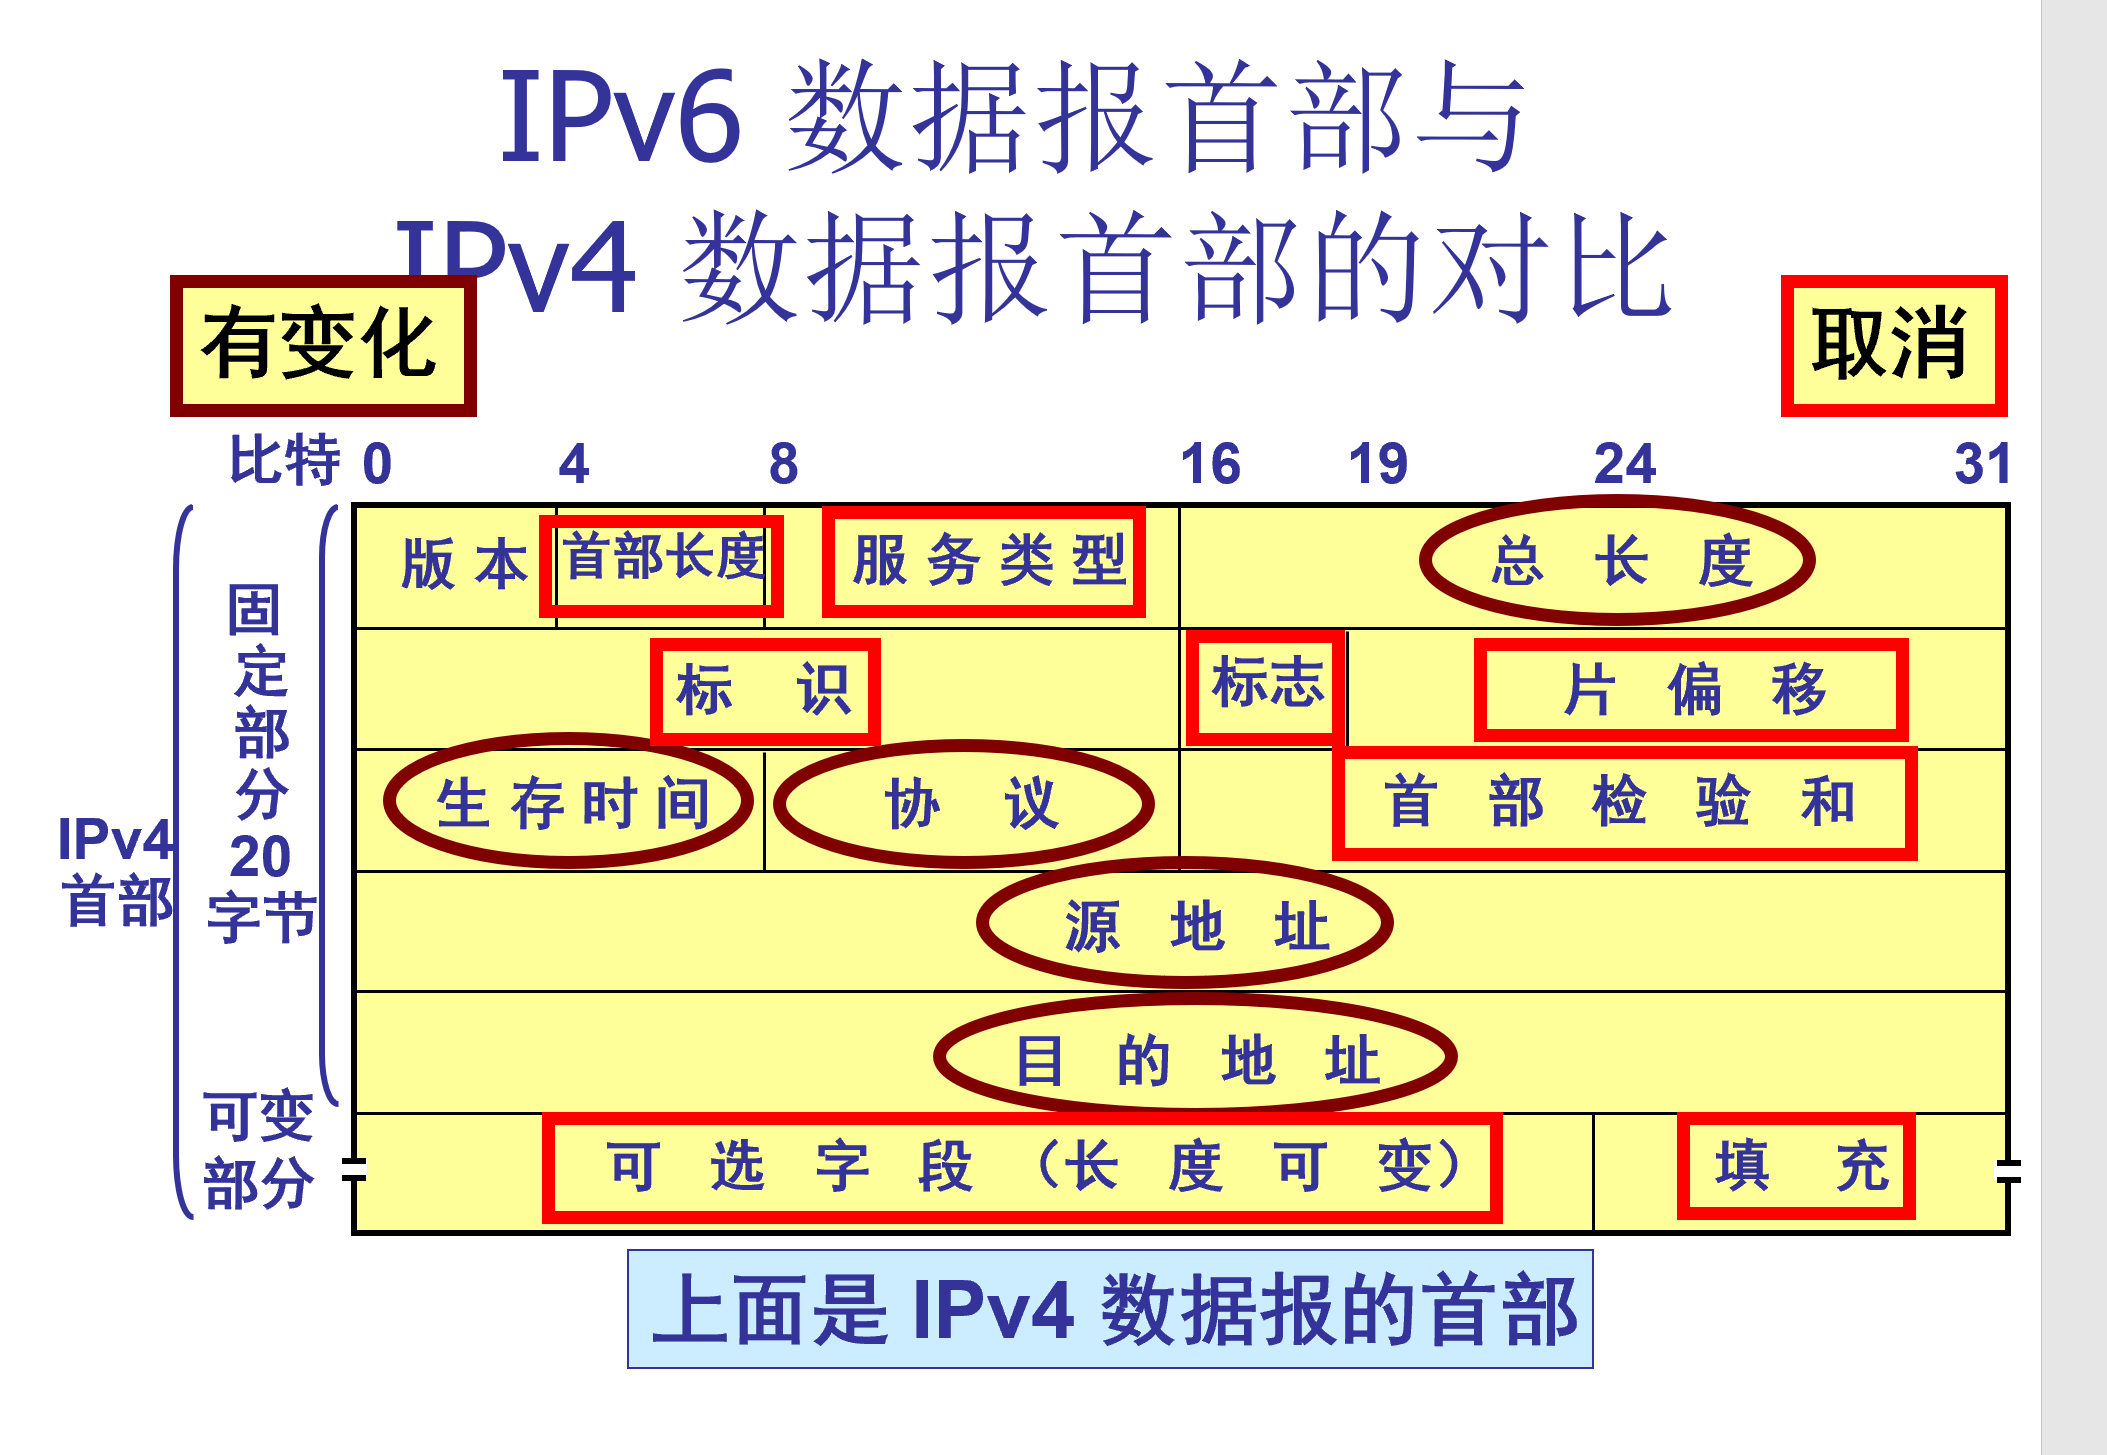 IPv6 数据报首部与
IPv4 数据报首部的对比
有变化
取消
比特 0 4 8 16 19 24 31
版 本 首部长度 服 务 类 型 总 长 度
标 识 标志 片 偏 移
生 存 时 间 协 议 首 部 检 验 和
源 地 址
目 的 地 址
可 选 字 段 （长 度 可 变） 填 充
IPv4
首部
固
定
部
分
20
字节
可变
部分
上面是 IPv4 数据报的首部